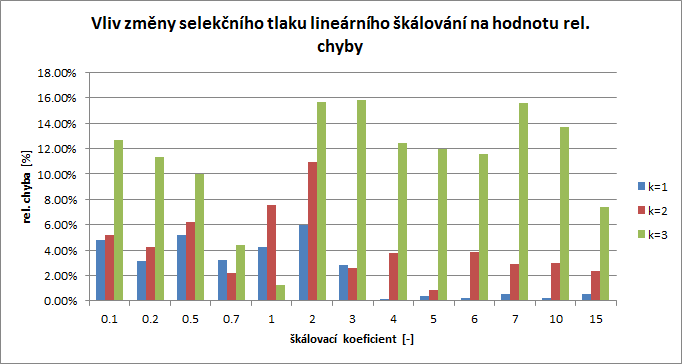 Vliv změny selekčního tlaku lineárního škálování na hodnotu rel.
chyby
18.00%
16.00%
14.00%
12.00%
10.00%
8.00%
6.00%
4.00%
2.00%
0.00%
rel.chyba [%]
0.1 0.2 0.5 0.7 1 2 3 4 5 6 7 10 15
škálovací koeficient [-]
k=1
k=2
k=3